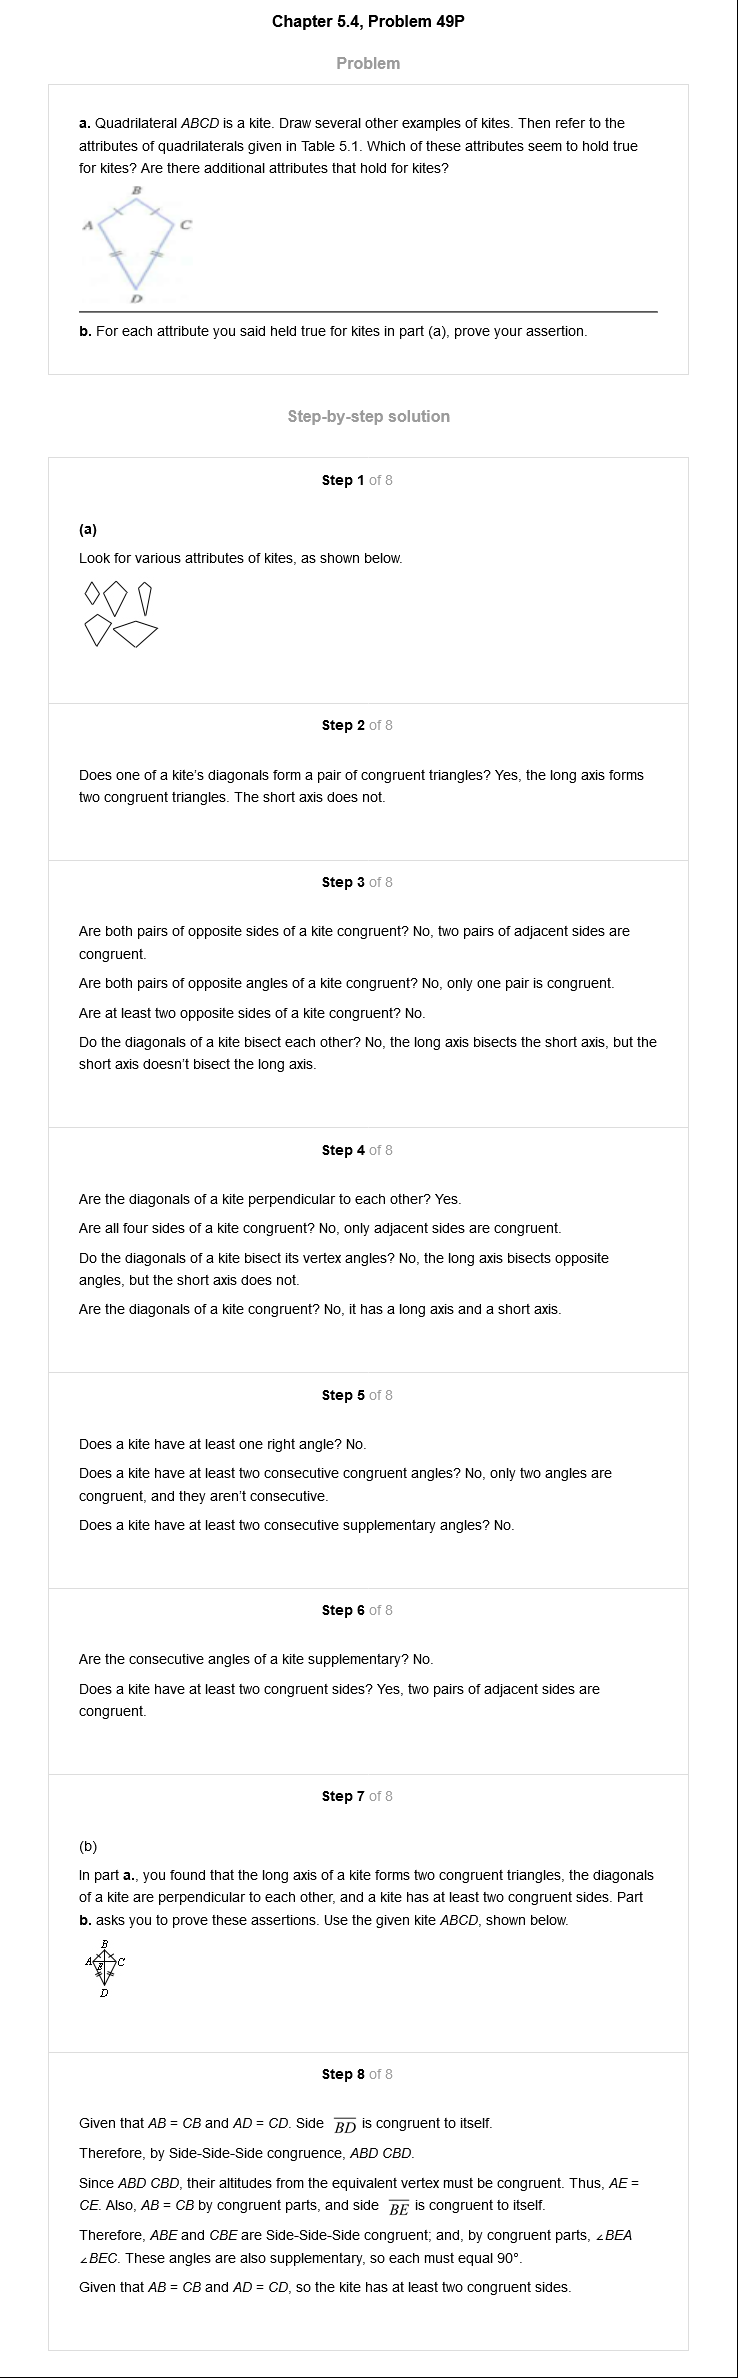 Chapter 5.4, Problem 49P
Problem
a. Quadrilateral ABCD is a kite. Draw several other examples of kites. Then refer to the
attributes of quadrilaterals given in Table 5.1. Which of these attributes seem to hold true
for kites? Are there additional attributes that hold for kites?
B
A
C
D
b. For each attribute you said held true for kites in part (a), prove your assertion.
Step-by-step solution
Step 1 of 8
(a)
Look for various attributes of kites, as shown below.
Step 2 of 8
Does one of a kite's diagonals form a pair of congruent triangles? Yes, the long axis forms
two congruent triangles. The short axis does not.
Step 3 of 8
Are both pairs of opposite sides of a kite congruent? No, two pairs of adjacent sides are
congruent.
Are both pairs of opposite angles of a kite congruent? No, only one pair is congruent.
Are at least two opposite sides of a kite congruent? No.
Do the diagonals of a kite bisect each other? No, the long axis bisects the short axis, but the
short axis doesn't bisect the long axis.
Step 4 of 8
Are the diagonals of a kite perpendicular to each other? Yes.
Are all four sides of a kite congruent? No, only adjacent sides are congruent.
Do the diagonals of a kite bisect its vertex angles? No, the long axis bisects opposite
angles, but the short axis does not.
Are the diagonals of a kite congruent? No, it has a long axis and a short axis.
Step 5 of 8
Does a kite have at least one right angle? No.
Does a kite have at least two consecutive congruent angles? No, only two angles are
congruent, and they aren't consecutive.
Does a kite have at least two consecutive supplementary angles? No.
Step 6 of 8
Are the consecutive angles of a kite supplementary? No.
Does a kite have at least two congruent sides? Yes, two pairs of adjacent sides are
congruent.
Step 7 of 8
(b)
In part a., you found that the long axis of a kite forms two congruent triangles, the diagonals
of a kite are perpendicular to each other, and a kite has at least two congruent sides. Part
b. asks you to prove these assertions. Use the given kite ABCD, shown below.
B
A E C
D
Step 8 of 8
Given that AB = CB and AD = CD. Side BD is congruent to itself.
Therefore, by Side-Side-Side congruence, ABD CBD.
Since ABD CBD, their altitudes from the equivalent vertex must be congruent. Thus, AE =
CE. Also, AB = CB by congruent parts, and side BE is congruent to itself.
Therefore, ABE and CBE are Side-Side-Side congruent; and, by congruent parts, ∠BEA
∠BEC. These angles are also supplementary, so each must equal 90°.
Given that AB = CB and AD = CD, so the kite has at least two congruent sides.